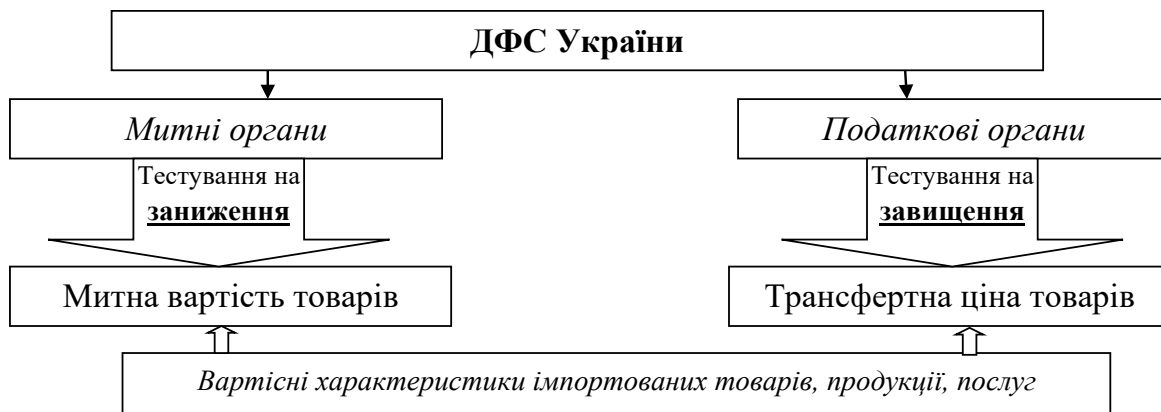 ДФС України
Митні органи
Податкові органи
Тестування на
заниження
Тестування на
завищення
Митна вартість товарів
Трансфертна ціна товарів
Вартісні характеристики імпортованих товарів, продукції, послуг